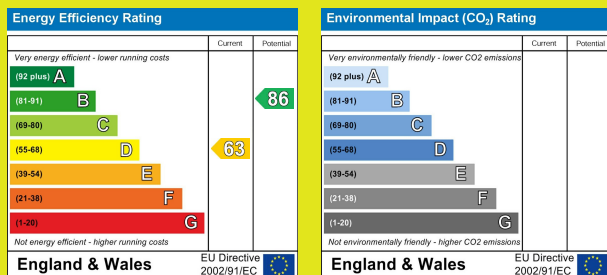 Energy Efficiency Rating
Current Potential
Very energy efficient - lower running costs
(92 plus) A
(81-91) B
86
(69-80) C
(55-68) D
63
(39-54) E
(21-38) F
(1-20) G
Not energy efficient - higher running costs
England & Wales
EU Directive
2002/91/EC
Environmental Impact (CO2) Rating
Current Potential
Very environmentally friendly - lower CO2 emissions
(92 plus) A
(81-91) B
(69-80) C
(55-68) D
(39-54) E
(21-38) F
(1-20) G
Not environmentally friendly - higher CO2 emissions
England & Wales
EU Directive
2002/91/EC